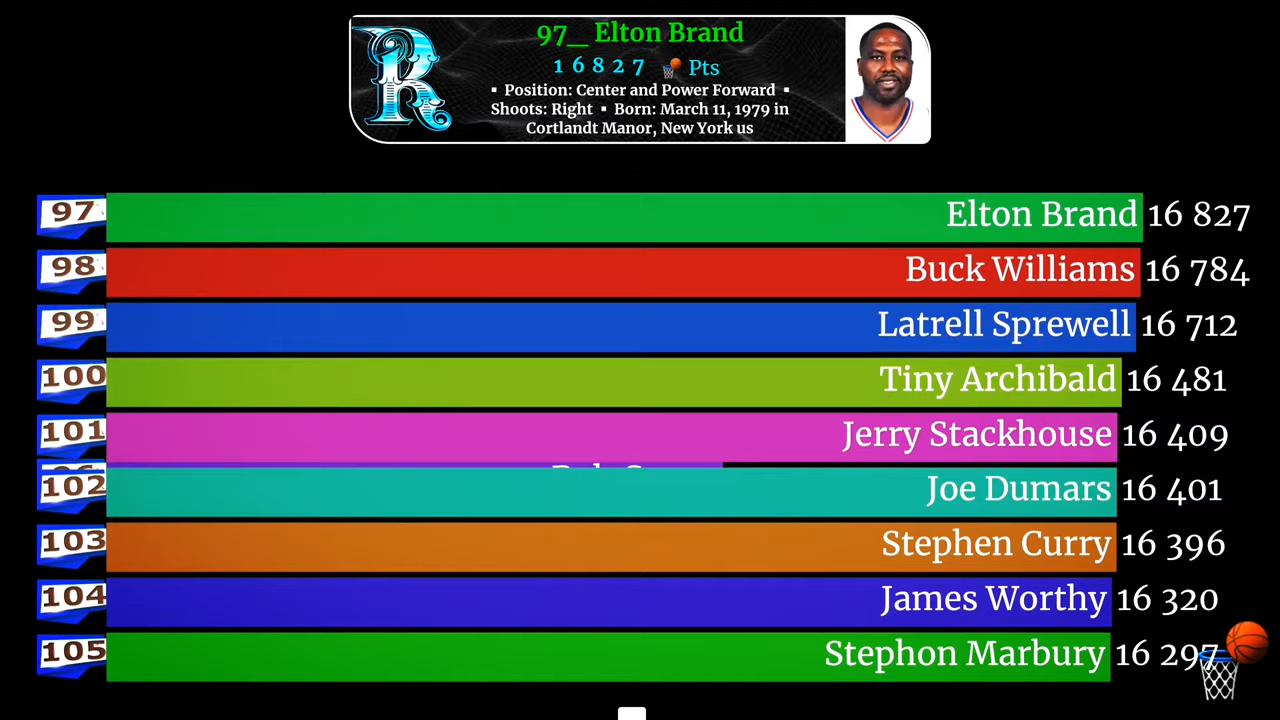 R
97_ Elton Brand
16827 Pts
▪ Position: Center and Power Forward ▪
Shoots: Right ▪ Born: March 11, 1979 in
Cortlandt Manor, New York us
97 Elton Brand 16 827
98 Buck Williams 16 784
99 Latrell Sprewell 16 712
100 Tiny Archibald 16 481
101 Jerry Stackhouse 16 409
102 Joe Dumars 16 401
103 Stephen Curry 16 396
104 James Worthy 16 320
105 Stephon Marbury 16 297